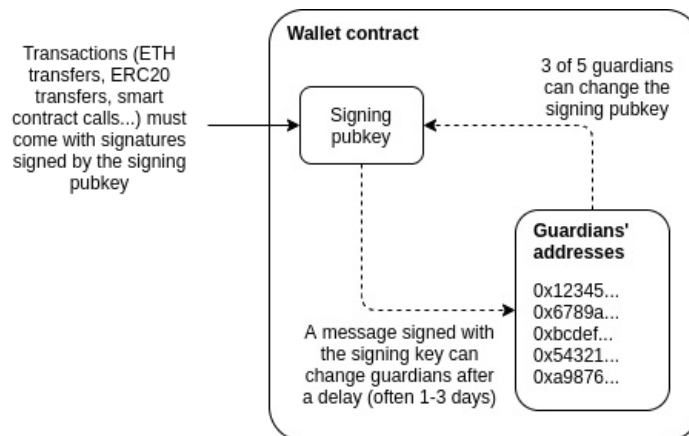 Transactions (ETH
transfers, ERC20
transfers, smart
contract calls...) must
come with signatures
signed by the signing
pubkey
Wallet contract
Signing
pubkey
3 of 5 guardians
can change the
signing pubkey
Guardians'
addresses
0x12345...
0x6789a...
0xbcdef...
0x54321...
0xa9876...
A message signed with
the signing key can
change guardians after
a delay (often 1-3 days)